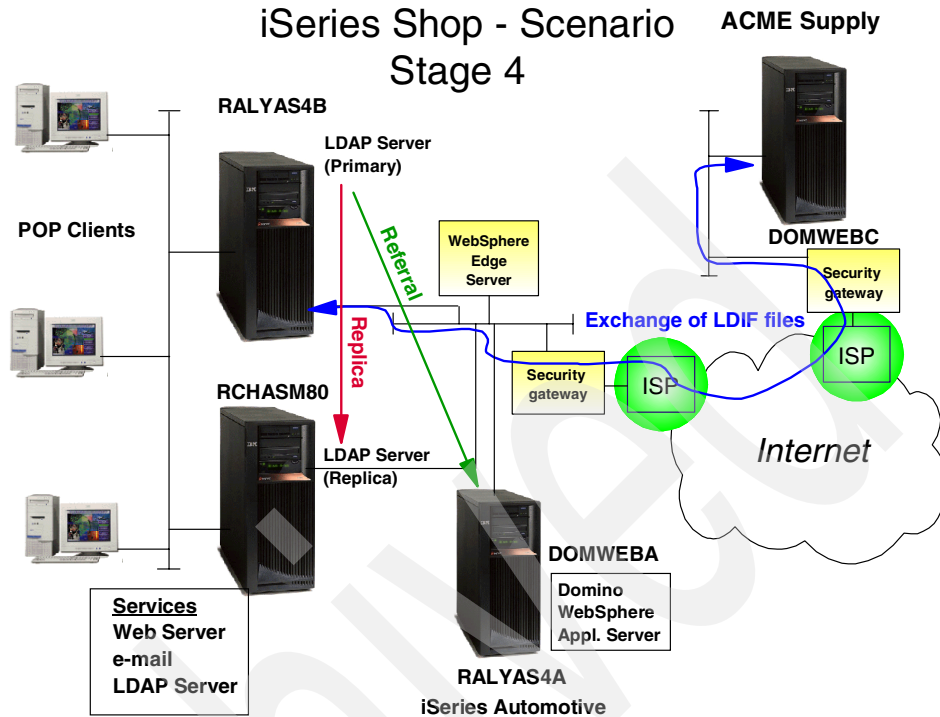 iSeries Shop - Scenario
Stage 4
ACME Supply
RALYAS4B
LDAP Server
(Primary)
POP Clients
Referral
Replica
WebSphere
Edge
Server
DOMWEBC
Security
gateway
Exchange of LDIF files
ISP
Security
gateway
ISP
Internet
RCHASM80
LDAP Server
(Replica)
DOMWEBA
Domino
WebSphere
Appl. Server
Services
Web Server
e-mail
LDAP Server
RALYAS4A
iSeries Automotive